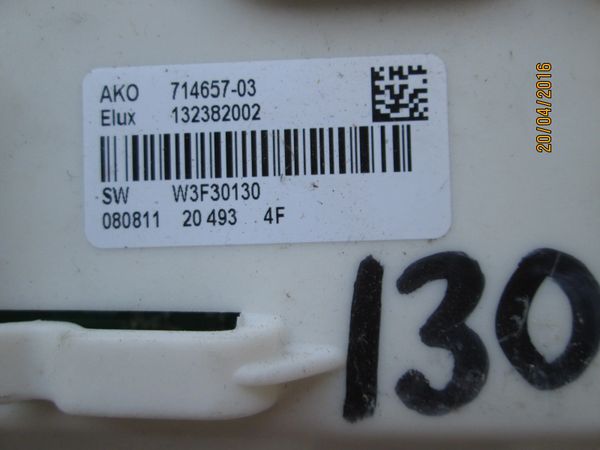 AKO 714657-03
Elux 132382002
SW W3F30130
080811 20 493 4F
130
20/04/2016